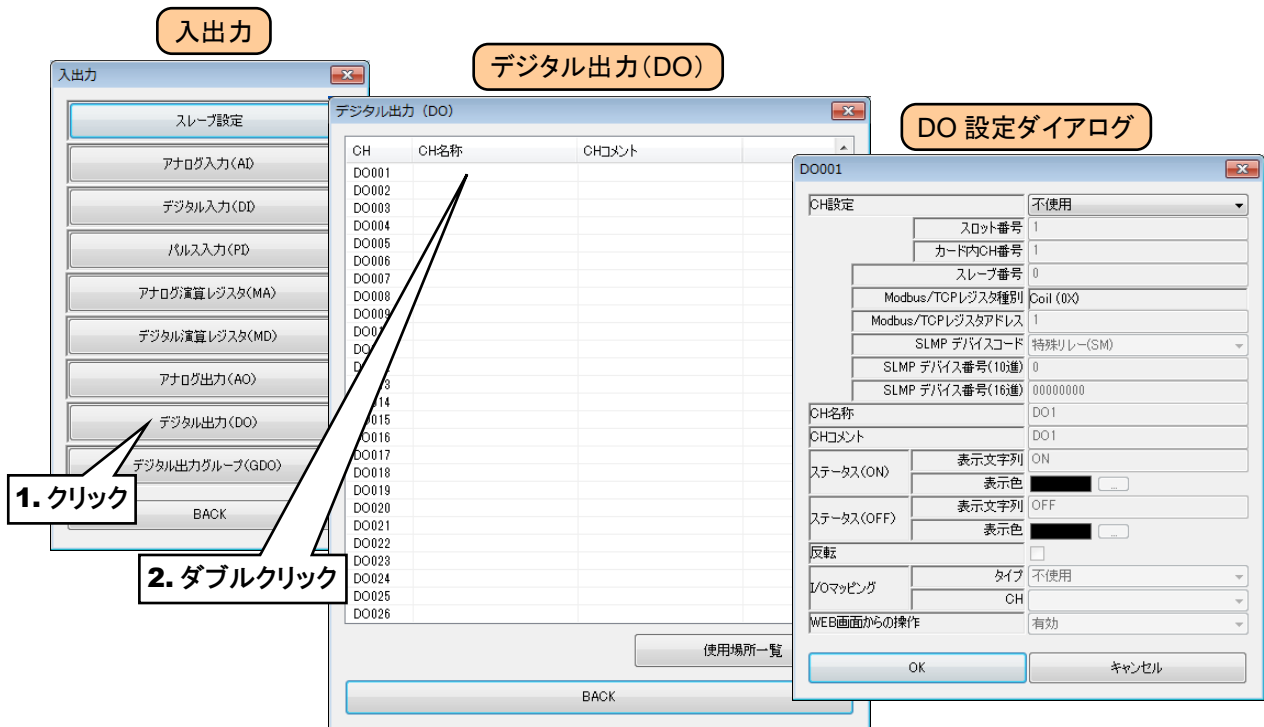 入出力
入出力
スレーブ設定
アナログ入力(AI)
デジタル入力(DI)
パルス入力(PI)
アナログ演算レジスタ(MA)
デジタル演算レジスタ(MD)
アナログ出力(AO)
デジタル出力(DO)
デジタル出力グループ(GDO)
BACK
1. クリック
デジタル出力(DO)
デジタル出力 (DO)
CH CH名称 CHコメント
DO001
DO002
DO003
DO004
DO005
DO006
DO007
DO008
DO009
DO015
DO016
DO017
DO018
DO019
DO020
DO021
DO022
DO023
DO024
DO025
DO026
2. ダブルクリック
使用場所一覧
BACK
DO 設定ダイアログ
DO001
CH設定 不使用
スロット番号 1
カード内CH番号 1
スレーブ番号 0
Modbus/TCPレジスタ種別 Coil (0X)
Modbus/TCPレジスタアドレス 1
SLMP デバイスコード 特殊リレー(SM)
SLMP デバイス番号(10進) 0
SLMP デバイス番号(16進) 00000000
CH名称 DO1
CHコメント DO1
ステータス(ON) 表示文字列 ON
表示色 ...
ステータス(OFF) 表示文字列 OFF
表示色 ...
反転
I/Oマッピング タイプ 不使用
CH
WEB画面からの操作 有効
OK キャンセル